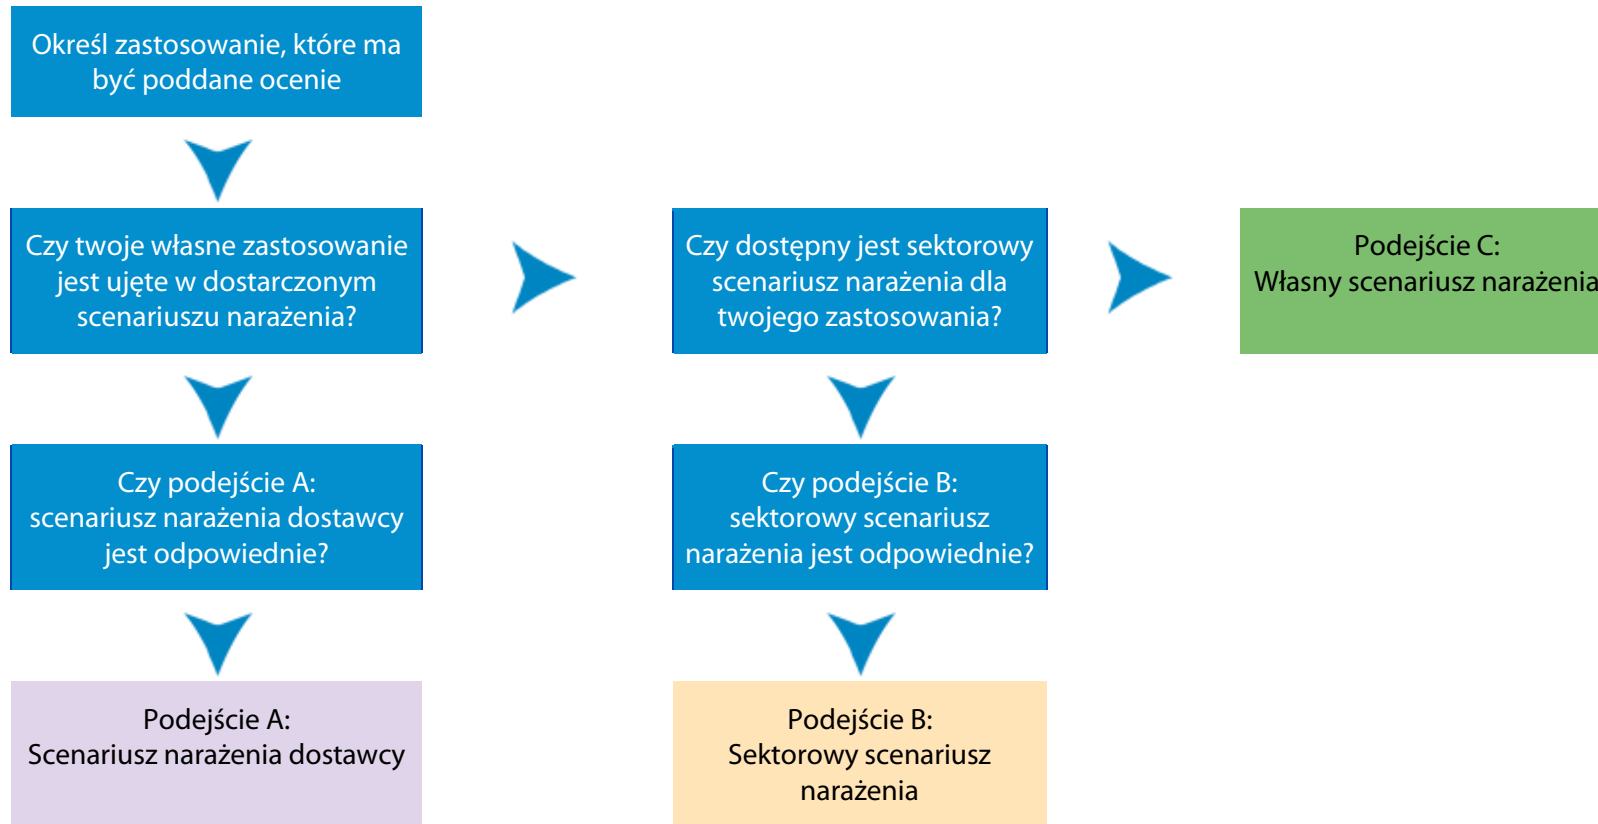 Określ zastosowanie, które ma
być poddane ocenie
Czy twoje własne zastosowanie
jest ujęte w dostarczonym
scenariuszu narażenia?
Czy dostępny jest sektorowy
scenariusz narażenia dla
twojego zastosowania?
Podejście C:
Własny scenariusz narażenia
Czy podejście A:
scenariusz narażenia dostawcy
jest odpowiednie?
Czy podejście B:
sektorowy scenariusz
narażenia jest odpowiednie?
Podejście A:
Scenariusz narażenia dostawcy
Podejście B:
Sektorowy scenariusz
narażenia